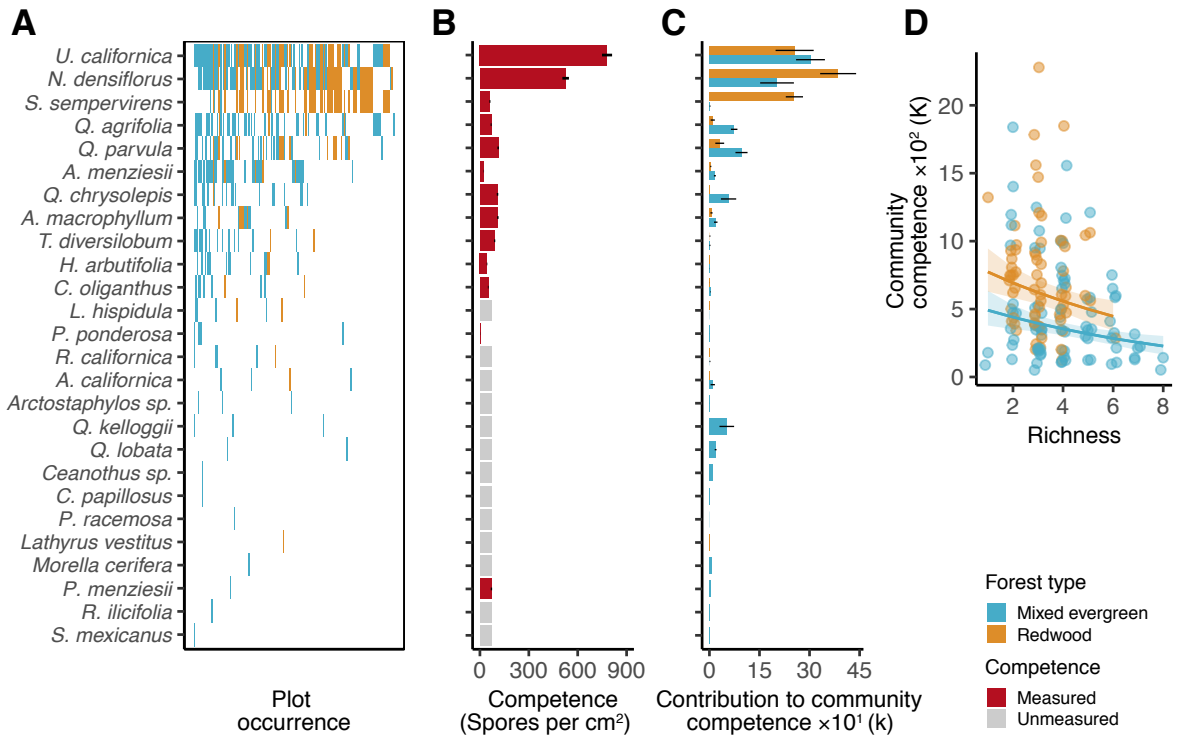 A
B
C
D
U. californica
N. densiflorus
S. sempervirens
Q. agrifolia
Q. parvula
A. menziesii
Q. chrysolepis
A. macrophyllum
T. diversilobum
H. arbutifolia
C. oliganthus
L. hispidula
P. ponderosa
R. californica
A. californica
Arctostaphylos sp.
Q. kelloggii
Q. lobata
Ceanothus sp.
C. papillosus
P. racemosa
Lathyrus vestitus
Morella cerifera
P. menziesii
R. ilicifolia
S. mexicanus
Plot
occurrence
0 300 600 900
Competence
(Spores per cm²)
0 15 30 45
Contribution to community
competence ×10¹ (k)
Community
competence ×10² (K)
20
15
10
5
0
2 4 6 8
Richness
Forest type
Mixed evergreen
Redwood
Competence
Measured
Unmeasured